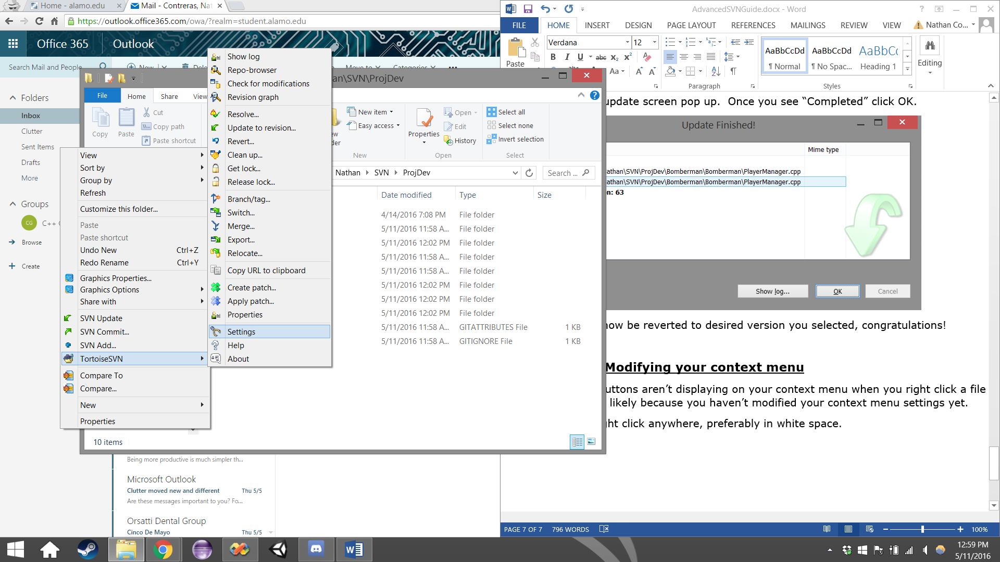 Home - alamo.edu
Mail - Contreras, Nat
https://outlook.office365.com/owa/?realm=student.alamo.edu
Office 365
Outlook
Search Mail and People
New
Dele
Move to
Categories
Folders
Inbox
Clutter
Sent Items
Drafts
More
Groups
CG
C++
Browse
Create
an\SVN\ProjDev
File
Home
Share
View
Copy
Paste
Cut
Copy path
Paste shortcut
New item
Easy access
New
Properties
Open
Edit
History
Open
Select all
Select none
Invert selection
Select
Nathan
SVN
ProjDev
Search ...
Date modified
Type
Size
4/14/2016 7:08 PM File folder
5/11/2016 11:58 A... File folder
5/11/2016 12:02 PM File folder
5/11/2016 11:58 A... File folder
5/11/2016 11:58 A... File folder
5/11/2016 12:02 PM File folder
5/11/2016 12:02 PM File folder
5/11/2016 12:02 PM File folder
5/11/2016 11:58 A... GITATTRIBUTES File 1 KB
5/11/2016 11:58 A... GITIGNORE File 1 KB
10 items
View
Sort by
Group by
Refresh
Customize this folder...
Paste
Paste shortcut
Undo New Ctrl+Z
Redo Rename Ctrl+Y
Graphics Properties...
Graphics Options
Share with
SVN Update
SVN Commit...
SVN Add...
TortoiseSVN
Compare To
Compare...
New
Properties
Show log
Repo-browser
Check for modifications
Revision graph
Resolve...
Update to revision...
Revert...
Clean up...
Get lock...
Release lock...
Branch/tag...
Switch...
Merge...
Export...
Relocate...
Copy URL to clipboard
Create patch...
Apply patch...
Properties
Settings
Help
About
Being more productive is much simpler th...
Microsoft Outlook
Clutter moved new and different Thu 5/5
Are these messages important to you? Fo...
Orsatti Dental Group
Cinco De Mayo Thu 5/5
AdvancedSVNGuide.docx - Word
FILE
HOME
INSERT
DESIGN
PAGE LAYOUT
REFERENCES
MAILINGS
REVIEW
VIEW
Nathan Co...
Paste
Verdana
12
B I U abc X2 X2
Aa
Paragraph
AaBbCcDd
¶ Normal
AaBbCcDd
¶ No Spac...
AaBbCc
Heading 1
Styles
Editing
update screen pop up. Once you see “Completed” click OK.
Update Finished!
Mime type
athan\SVN\ProjDev\Bomberman\Bomberman\PlayerManager.cpp
athan\SVN\ProjDev\Bomberman\Bomberman\PlayerManager.cpp
n: 63
Show log...
OK
Cancel
now be reverted to desired version you selected, congratulations!
Modifying your context menu
uttons aren’t displaying on your context menu when you right click a file
likely because you haven’t modified your context menu settings yet.
ght click anywhere, preferably in white space.
PAGE 7 OF 7
796 WORDS
100%
12:59 PM
5/11/2016